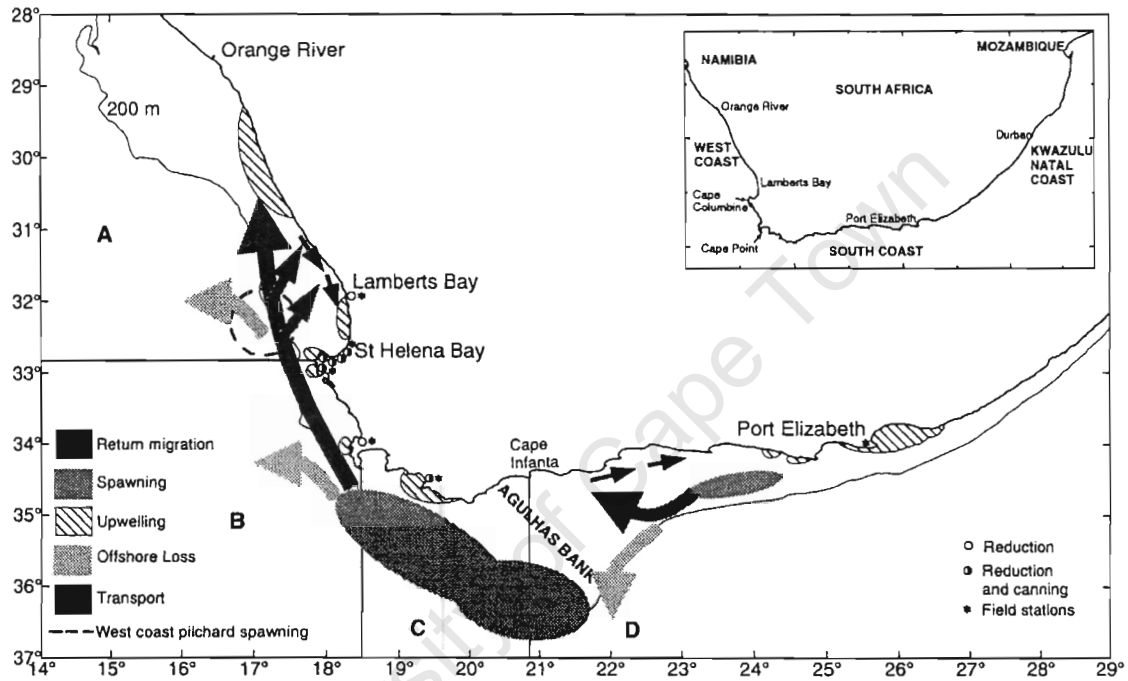 28°
29°
30°
31°
32°
33°
34°
35°
36°
37°
14°
15°
16°
17°
18°
19°
20°
21°
22°
23°
24°
25°
26°
27°
28°
29°
Orange River
200 m
A
Lamberts Bay
St Helena Bay
Port Elizabeth
Cape
Infanta
AGULHAS BANK
B
C
D
Return migration
Spawning
Upwelling
Offshore Loss
Transport
West coast pilchard spawning
Reduction
Reduction
and canning
Field stations
NAMIBIA
MOZAMBIQUE
SOUTH AFRICA
Orange River
Durban
WEST
COAST
KWAZULU
NATAL
COAST
Lamberts Bay
Cape
Columbine
Port Elizabeth
Cape Point
SOUTH COAST
University of Cape Town